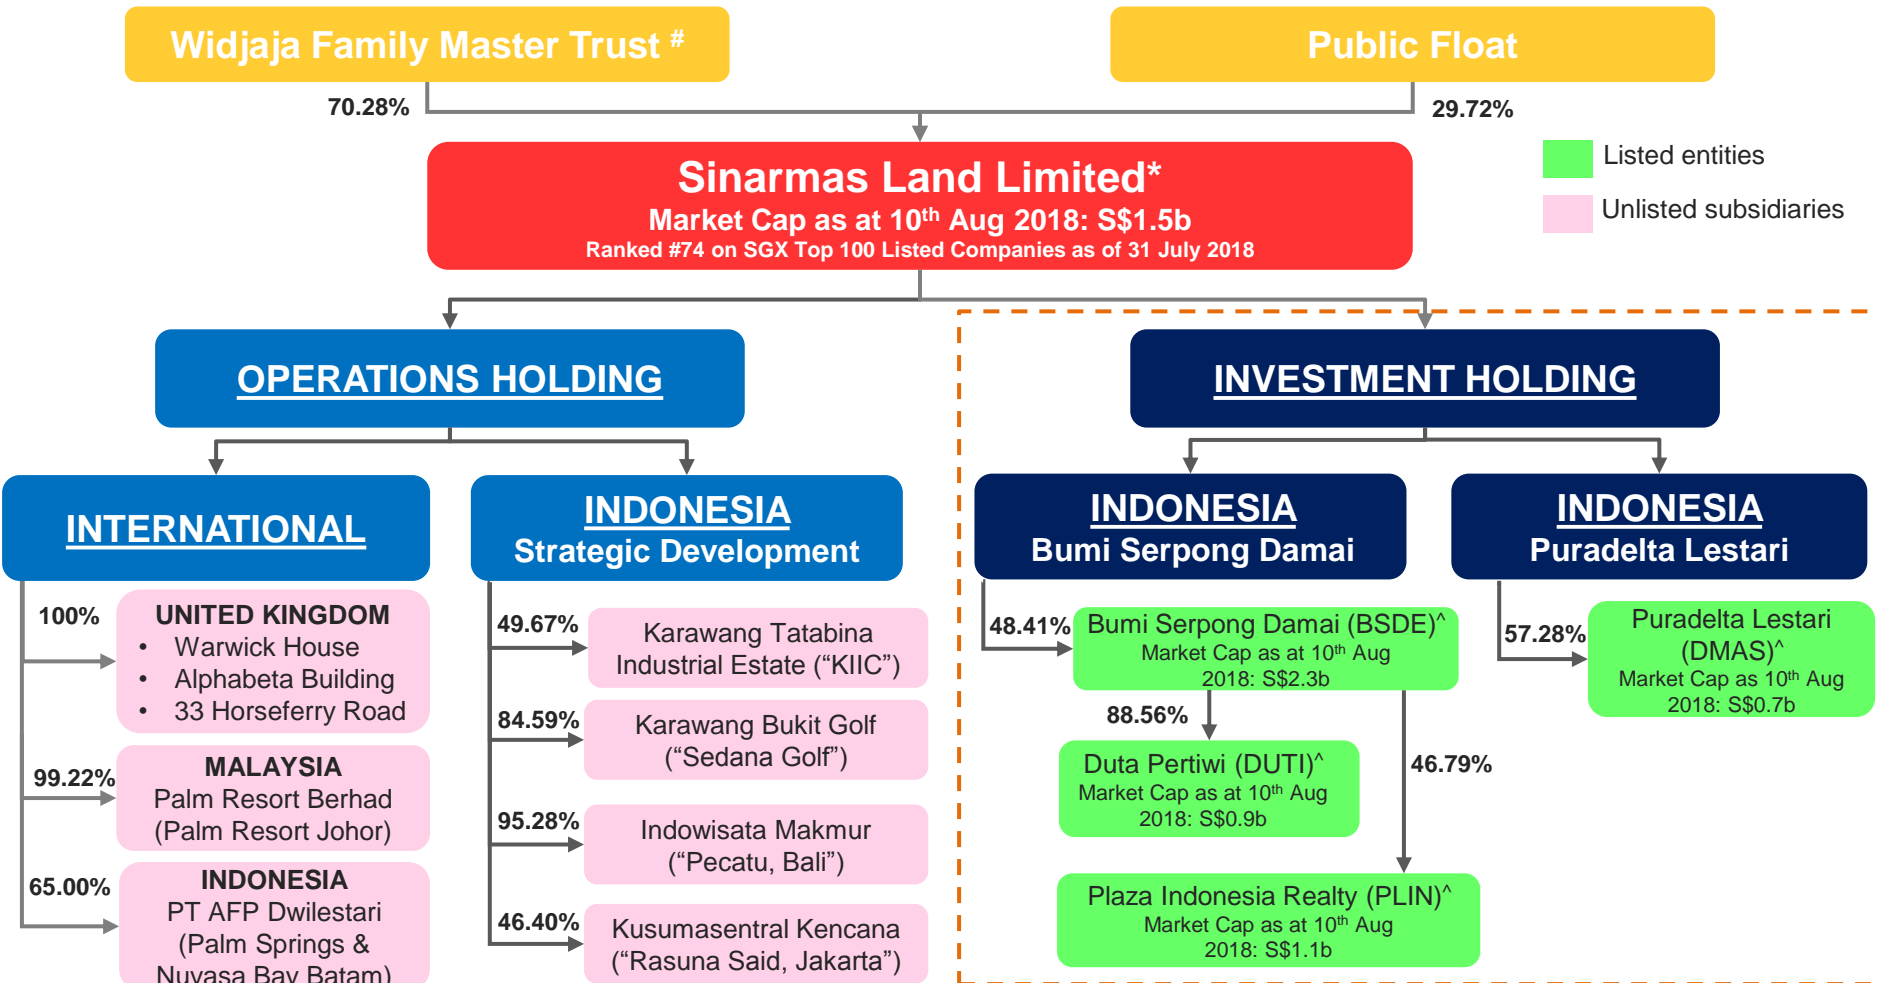 Widjaja Family Master Trust #
Public Float
70.28%
29.72%
Sinarmas Land Limited*
Market Cap as at 10th Aug 2018: S$1.5b
Ranked #74 on SGX Top 100 Listed Companies as of 31 July 2018
Listed entities
Unlisted subsidiaries
OPERATIONS HOLDING
INVESTMENT HOLDING
INTERNATIONAL
INDONESIA
Strategic Development
INDONESIA
Bumi Serpong Damai
INDONESIA
Puradelta Lestari
100%
UNITED KINGDOM
• Warwick House
• Alphabeta Building
• 33 Horseferry Road
99.22%
MALAYSIA
Palm Resort Berhad
(Palm Resort Johor)
65.00%
INDONESIA
PT AFP Dwilestari
(Palm Springs &
Nuvasa Bay Batam)
49.67%
Karawang Tatabina
Industrial Estate (“KIIC”)
84.59%
Karawang Bukit Golf
(“Sedana Golf”)
95.28%
Indowisata Makmur
(“Pecatu, Bali”)
46.40%
Kusumasentral Kencana
(“Rasuna Said, Jakarta”)
48.41%
Bumi Serpong Damai (BSDE)^
Market Cap as at 10th Aug
2018: S$2.3b
88.56%
Duta Pertiwi (DUTI)^
Market Cap as at 10th Aug
2018: S$0.9b
46.79%
Plaza Indonesia Realty (PLIN)^
Market Cap as at 10th Aug
2018: S$1.1b
57.28%
Puradelta Lestari
(DMAS)^
Market Cap as 10th Aug
2018: S$0.7b